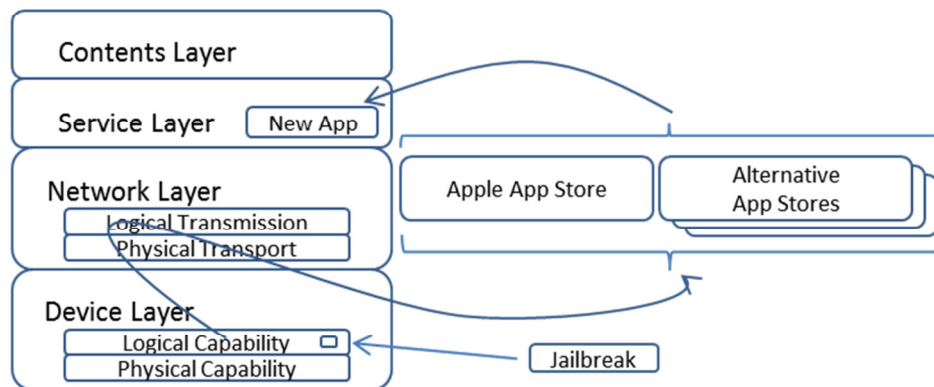 Contents Layer
Service Layer
New App
Network Layer
Logical Transmission
Physical Transport
Apple App Store
Alternative
App Stores
Device Layer
Logical Capability
Physical Capability
Jailbreak